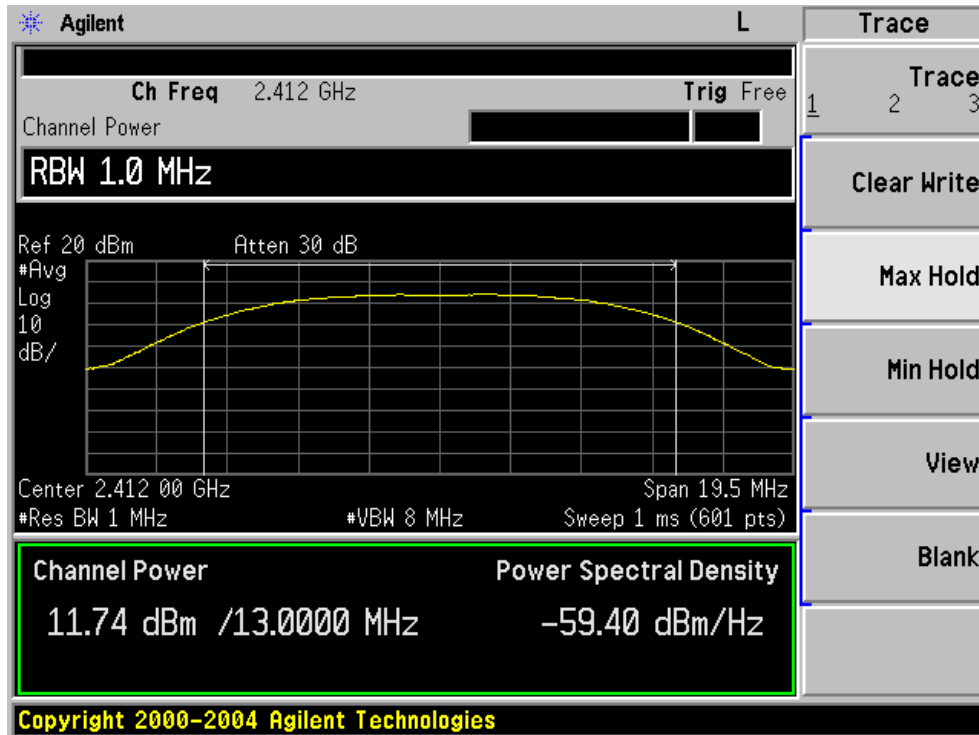 Agilent L Trace
Ch Freq 2.412 GHz Trig Free
Channel Power
RBW 1.0 MHz
Ref 20 dBm Atten 30 dB
#Avg
Log
10
dB/
Center 2.412 00 GHz Span 19.5 MHz
#Res BW 1 MHz #VBW 8 MHz Sweep 1 ms (601 pts)
Channel Power Power Spectral Density
11.74 dBm /13.0000 MHz -59.40 dBm/Hz
Copyright 2000-2004 Agilent Technologies
Trace
1 2 3
Clear Write
Max Hold
Min Hold
View
Blank